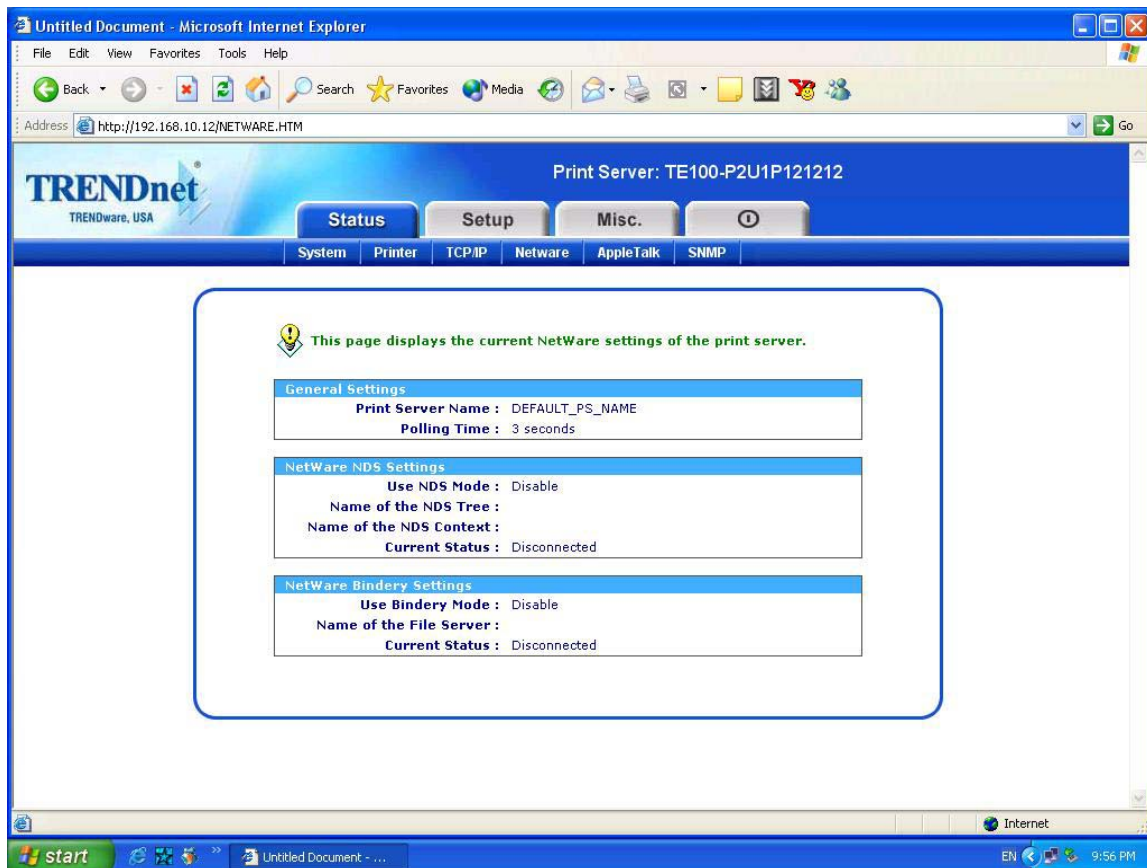 Untitled Document - Microsoft Internet Explorer
File Edit View Favorites Tools Help
Back Search Favorites Media
Address http://192.168.10.12/NETWARE.HTM Go
TRENDnet®
TRENDware, USA
Print Server: TE100-P2U1P121212
Status Setup Misc.
System Printer TCP/IP Netware AppleTalk SNMP
This page displays the current NetWare settings of the print server.
General Settings
Print Server Name : DEFAULT_PS_NAME
Polling Time : 3 seconds
NetWare NDS Settings
Use NDS Mode : Disable
Name of the NDS Tree :
Name of the NDS Context :
Current Status : Disconnected
NetWare Bindery Settings
Use Bindery Mode : Disable
Name of the File Server :
Current Status : Disconnected
Internet
start Untitled Document - ... EN 9:56 PM